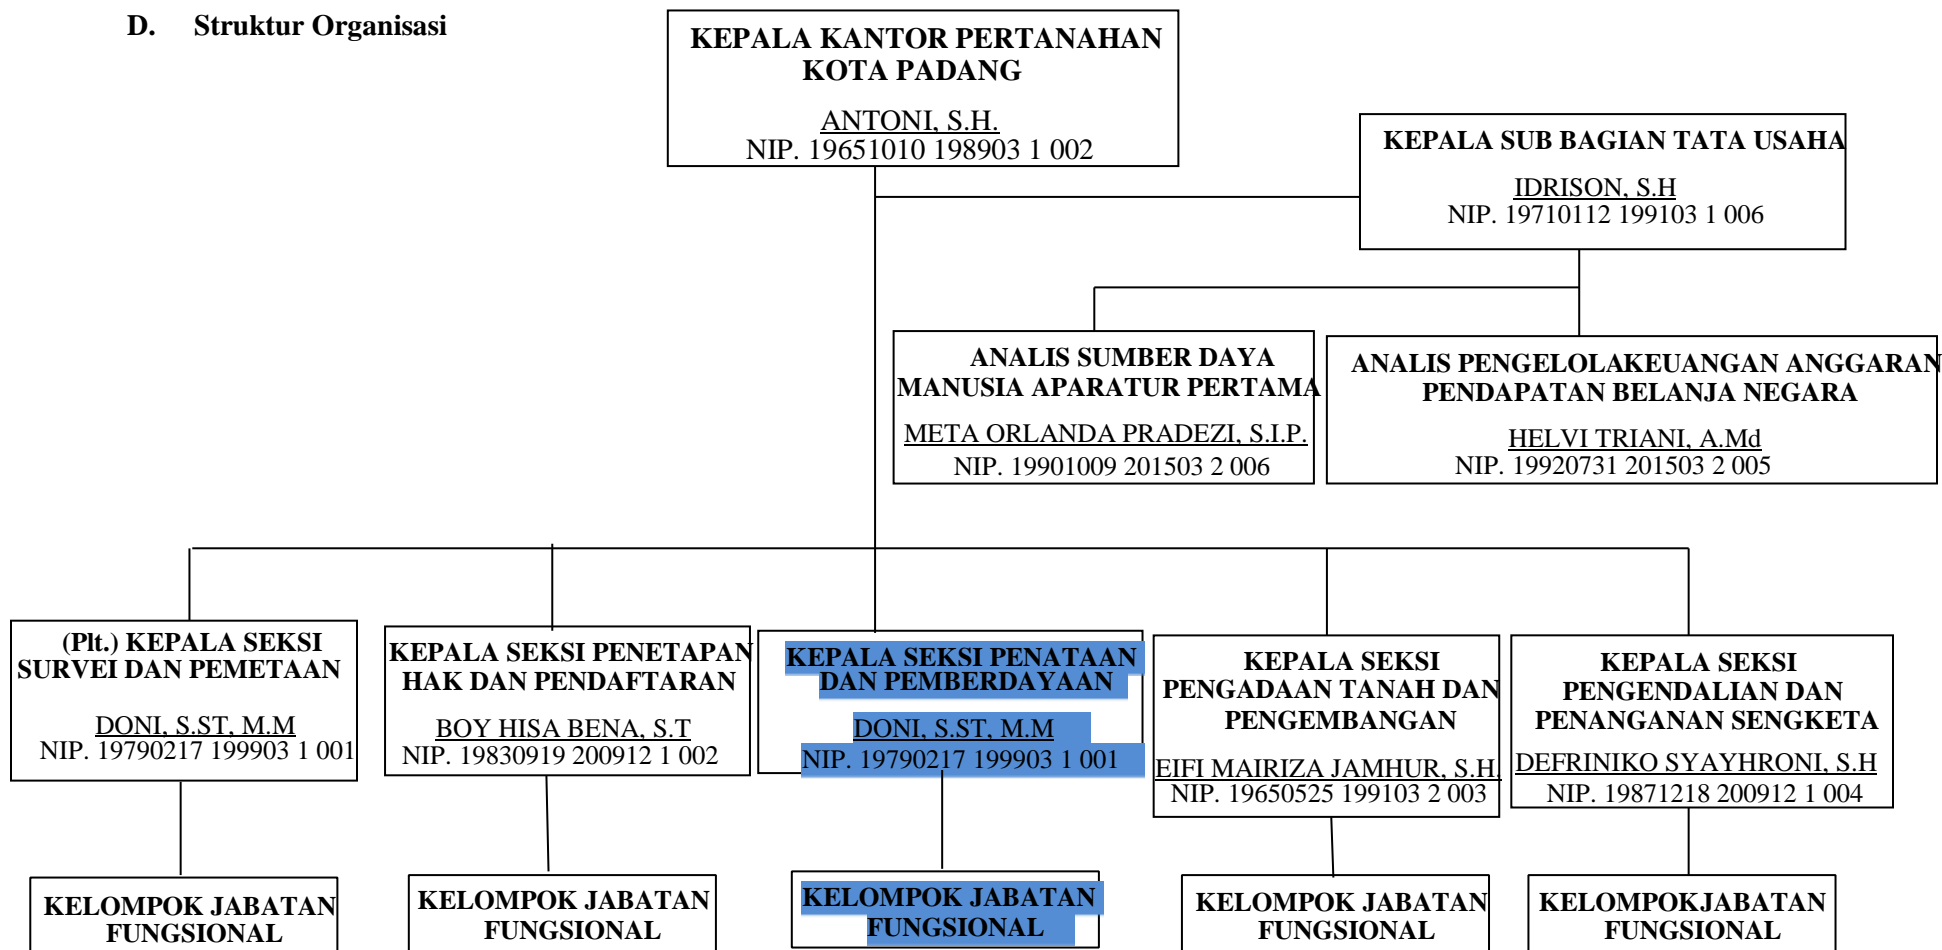 D. Struktur Organisasi
KEPALA KANTOR PERTANAHAN
KOTA PADANG
ANTONI, S.H.
NIP. 19651010 198903 1 002
KEPALA SUB BAGIAN TATA USAHA
IDRISON, S.H
NIP. 19710112 199103 1 006
ANALIS SUMBER DAYA
MANUSIA APARATUR PERTAMA
META ORLANDA PRADEZI, S.I.P.
NIP. 19901009 201503 2 006
ANALIS PENGELOLAKEUANGAN ANGGARAN
PENDAPATAN BELANJA NEGARA
HELVI TRIANI, A.Md
NIP. 19920731 201503 2 005
(Plt.) KEPALA SEKSI
SURVEI DAN PEMETAAN
DONI, S.ST, M.M
NIP. 19790217 199903 1 001
KEPALA SEKSI PENETAPAN
HAK DAN PENDAFTARAN
BOY HISA BENA, S.T
NIP. 19830919 200912 1 002
KEPALA SEKSI PENATAAN
DAN PEMBERDAYAAN
DONI, S.ST, M.M
NIP. 19790217 199903 1 001
KEPALA SEKSI
PENGADAAN TANAH DAN
PENGEMBANGAN
EIFI MAIRIZA JAMHUR, S.H.
NIP. 19650525 199103 2 003
KEPALA SEKSI
PENGENDALIAN DAN
PENANGANAN SENGKETA
DEFRINIKO SYAYHRONI, S.H
NIP. 19871218 200912 1 004
KELOMPOK JABATAN
FUNGSIONAL
KELOMPOK JABATAN
FUNGSIONAL
KELOMPOK JABATAN
FUNGSIONAL
KELOMPOK JABATAN
FUNGSIONAL
KELOMPOKJABATAN
FUNGSIONAL